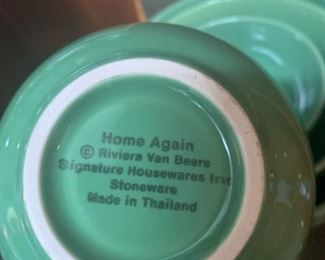 Home Again
© Riviera Van Beere
Signature Housewares Inc
Stoneware
Made in Thailand